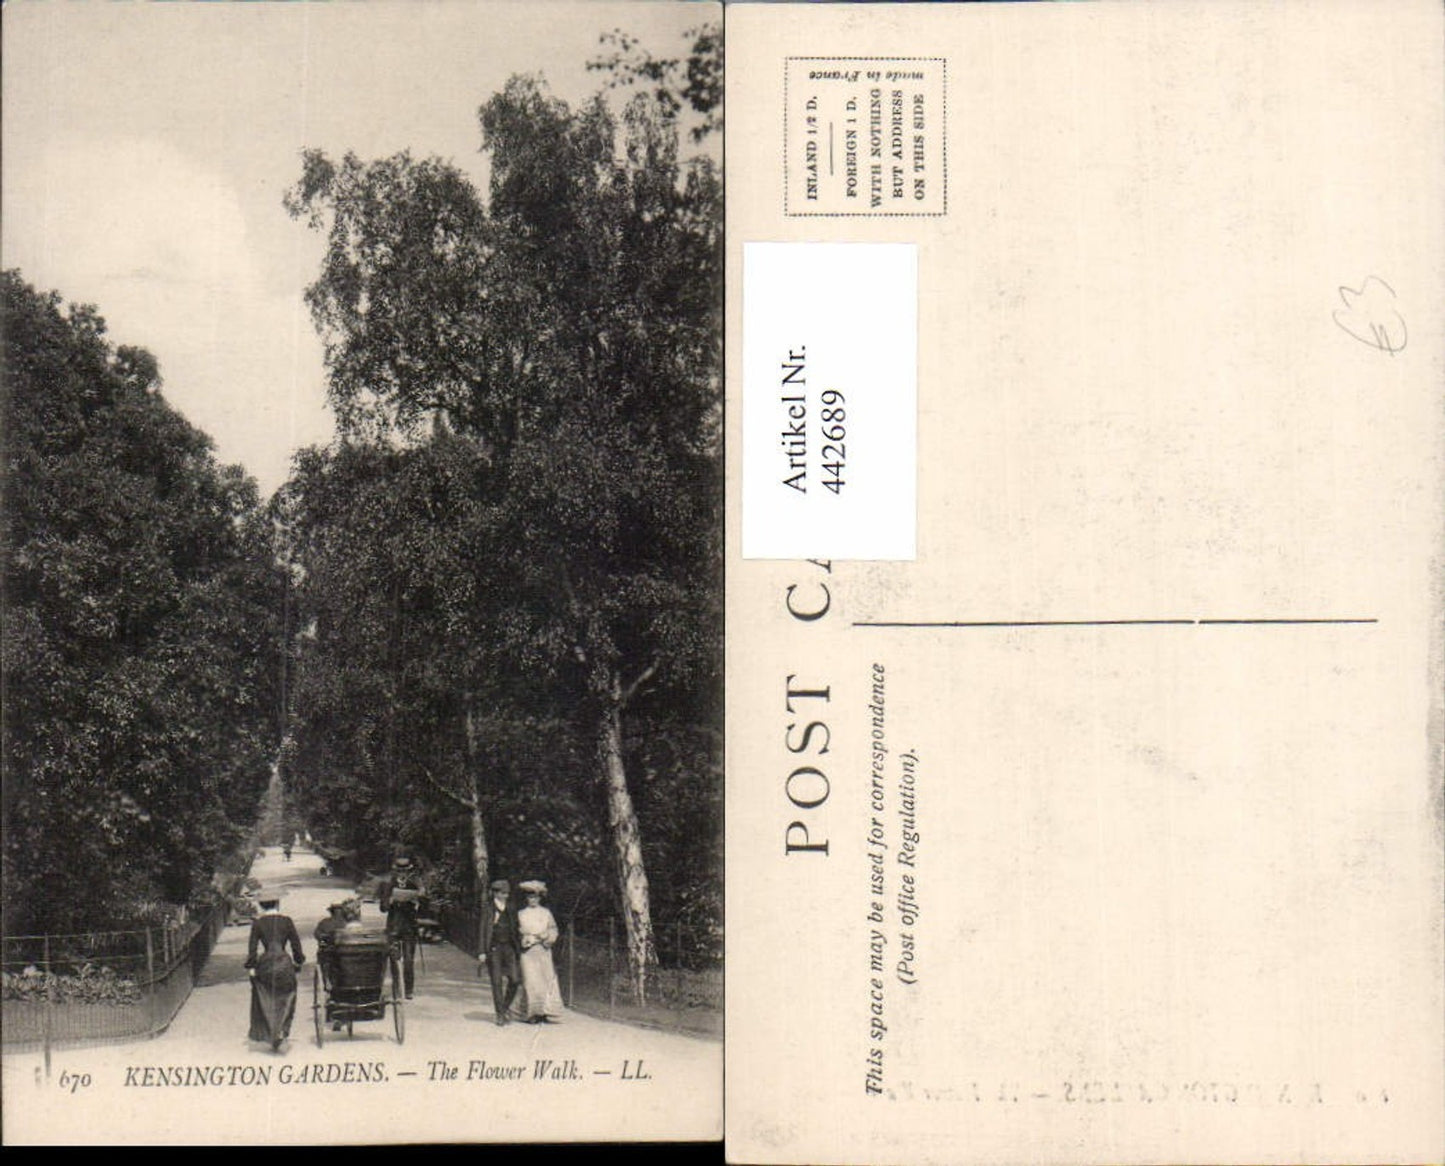 670 KENSINGTON GARDENS. — The Flower Walk. — LL.
made in France
INLAND 1/2 D.
FOREIGN 1 D.
WITH NOTHING
BUT ADDRESS
ON THIS SIDE
Artikel Nr.
442689
POST CA
This space may be used for correspondence
(Post office Regulation).
€3